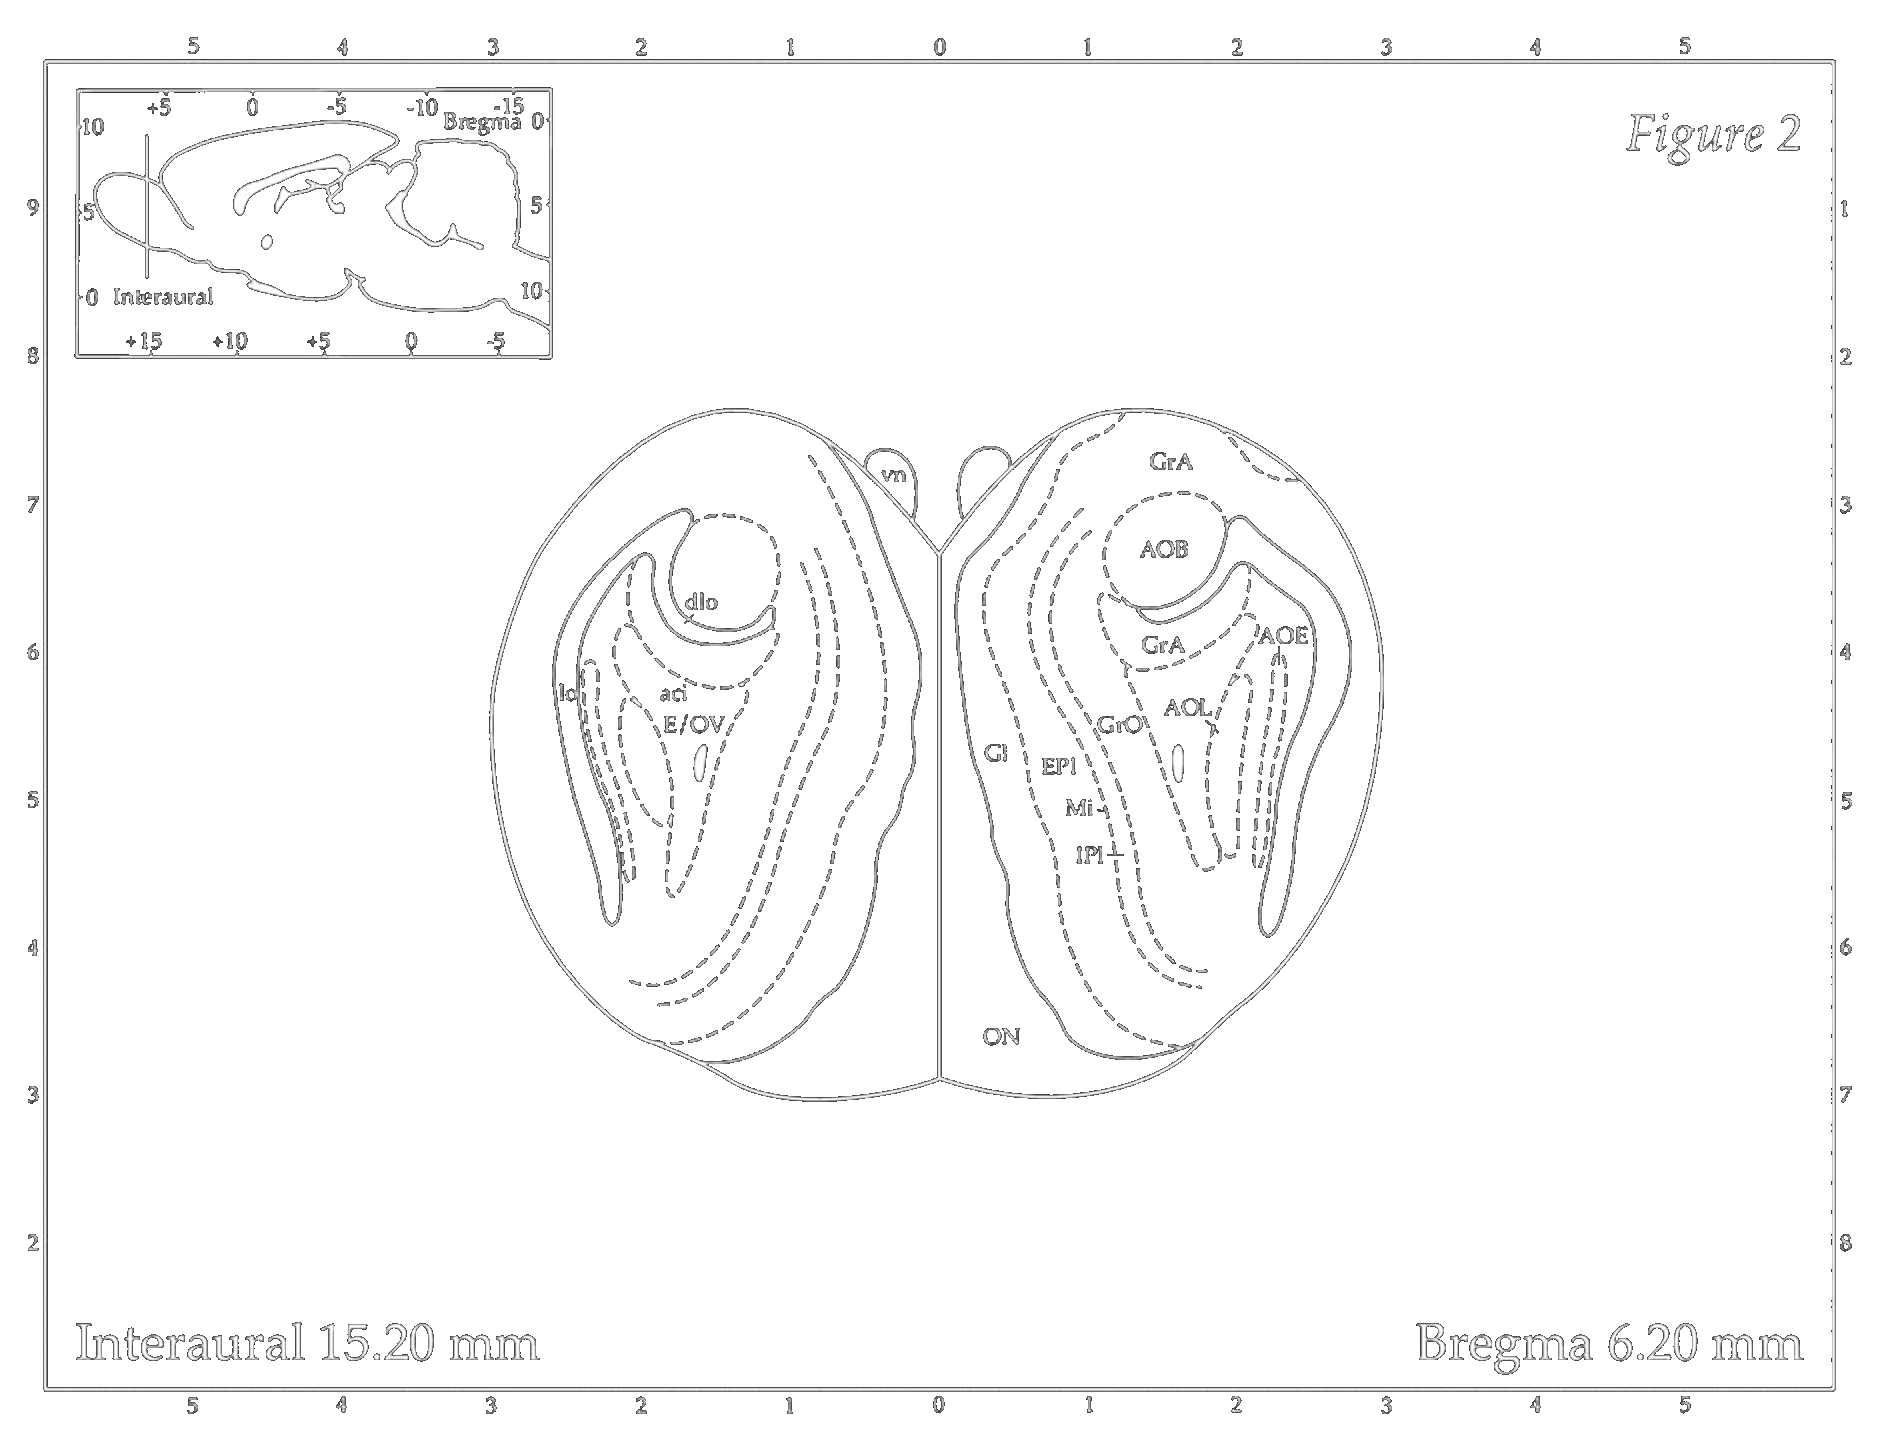 5 4 3 2 1 0 1 2 3 4 5
+5 0 -5 -10 -15
10 Bregma 0
5 5
10
0 Interaural
+15 +10 +5 0 -5
Figure 2
9 1
8 2
7 3
6 4
5 5
4 6
3 7
2 8
vn
GrA
AOB
dlo
AOE
GrA
lo
aci
AOL
E/OV
GrO
Gl
EPl
Mi
IPl
ON
Interaural 15.20 mm
Bregma 6.20 mm
5 4 3 2 1 0 1 2 3 4 5